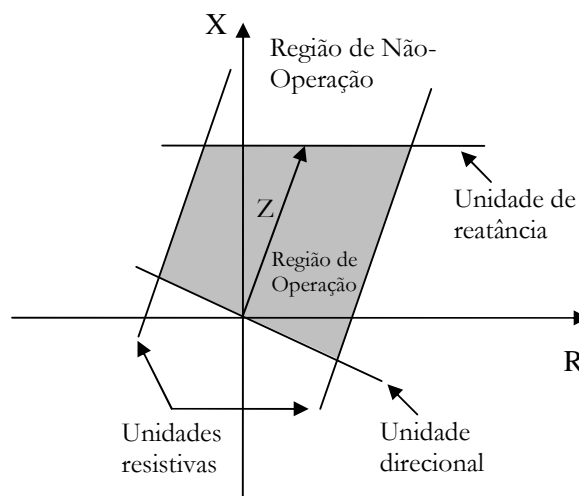 X
Região de Não-
Operação
Z
Unidade de
reatância
Região de
Operação
R
Unidades
resistivas
Unidade
direcional